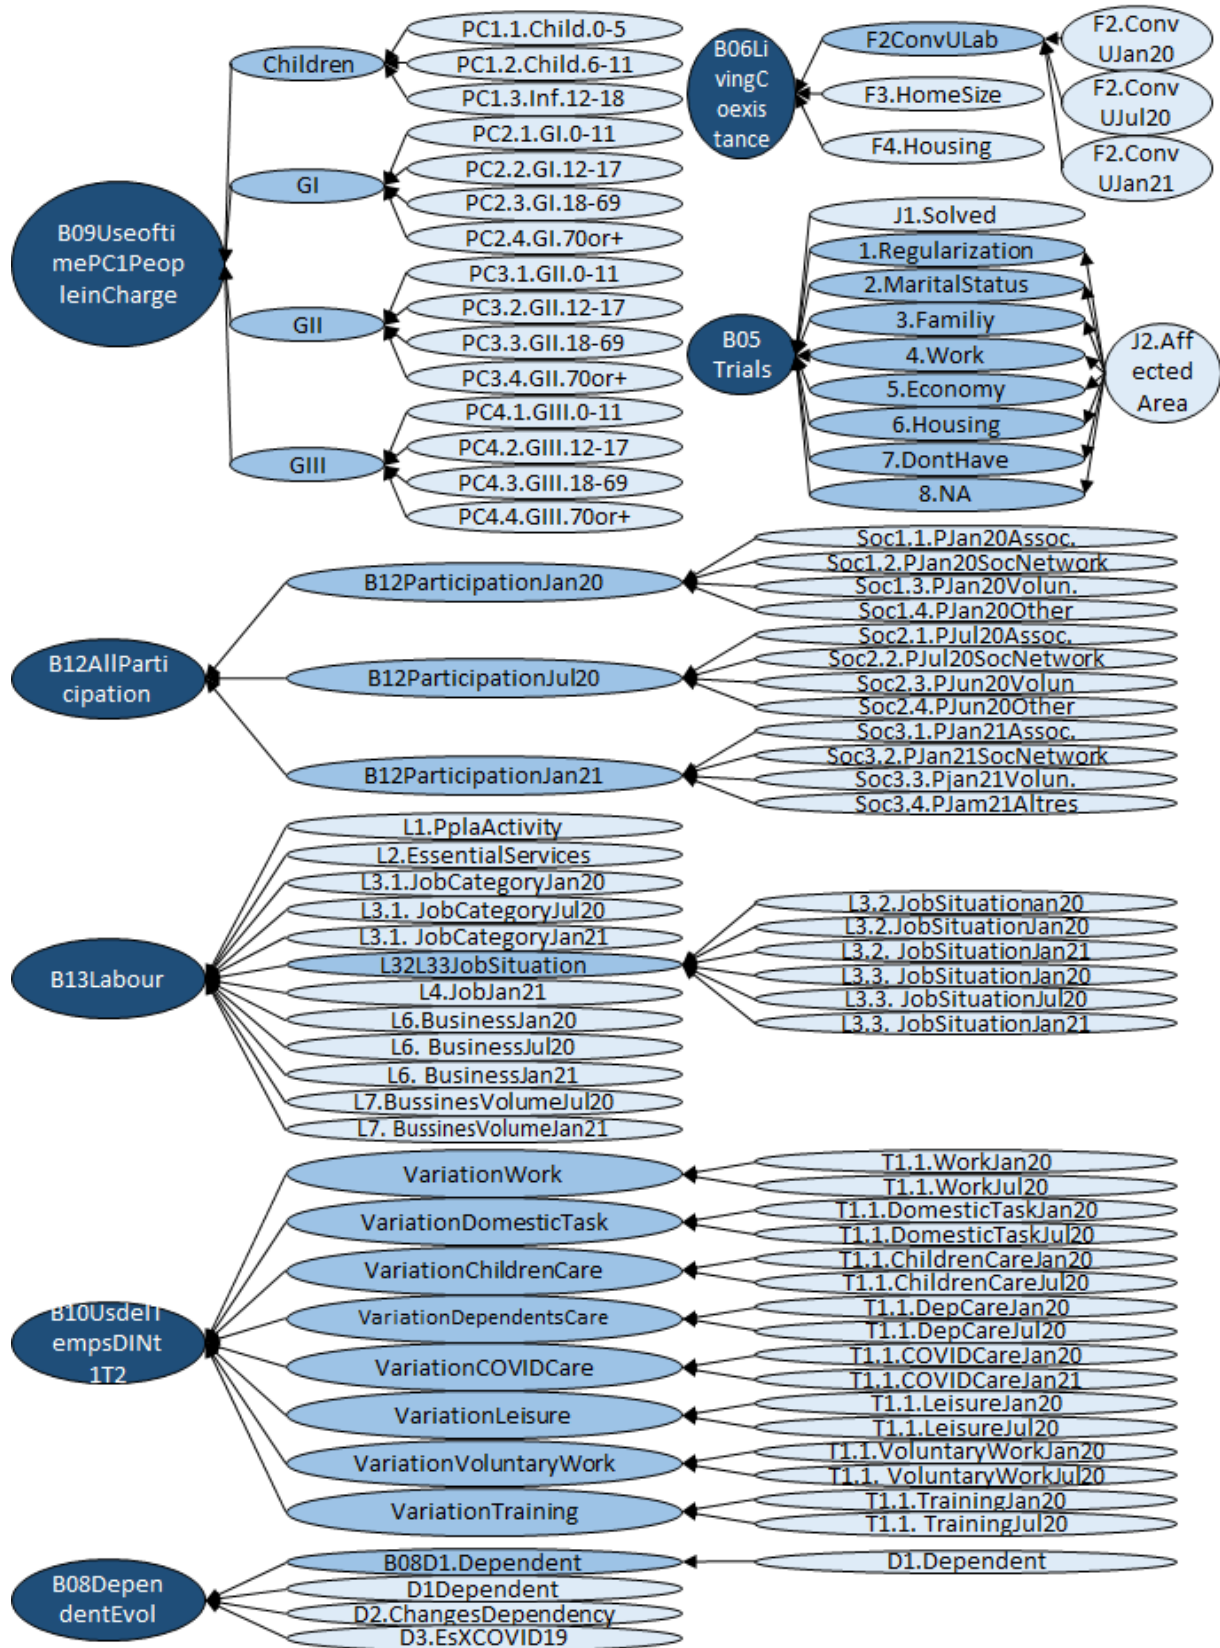 B09Useofti
mePC1Peop
leinCharge
Children
GI
GII
GIII
PC1.1.Child.0-5
PC1.2.Child.6-11
PC1.3.Inf.12-18
PC2.1.GI.0-11
PC2.2.GI.12-17
PC2.3.GI.18-69
PC2.4.GI.70or+
PC3.1.GII.0-11
PC3.2.GII.12-17
PC3.3.GII.18-69
PC3.4.GII.70or+
PC4.1.GIII.0-11
PC4.2.GIII.12-17
PC4.3.GIII.18-69
PC4.4.GIII.70or+
B06Li
vingC
oexis
tance
F2ConvULab
F3.HomeSize
F4.Housing
F2.Conv
UJan20
F2.Conv
UJul20
F2.Conv
UJan21
B05
Trials
J1.Solved
1.Regularization
2.MaritalStatus
3.Familiy
4.Work
5.Economy
6.Housing
7.DontHave
8.NA
J2.Aff
ected
Area
B12AllParti
cipation
B12ParticipationJan20
B12ParticipationJul20
B12ParticipationJan21
Soc1.1.PJan20Assoc.
Soc1.2.PJan20SocNetwork
Soc1.3.PJan20Volun.
Soc1.4.PJan20Other
Soc2.1.PJul20Assoc.
Soc2.2.PJul20SocNetwork
Soc2.3.PJun20Volun
Soc2.4.PJun20Other
Soc3.1.PJan21Assoc.
Soc3.2.PJan21SocNetwork
Soc3.3.Pjan21Volun.
Soc3.4.PJam21Altres
B13Labour
L1.PplaActivity
L2.EssentialServices
L3.1.JobCategoryJan20
L3.1. JobCategoryJul20
L3.1. JobCategoryJan21
L32L33JobSituation
L4.JobJan21
L6.BusinessJan20
L6. BusinessJul20
L6. BusinessJan21
L7.BussinesVolumeJul20
L7. BussinesVolumeJan21
L3.2.JobSituationan20
L3.2.JobSituationJan20
L3.2. JobSituationJan21
L3.3. JobSituationJan20
L3.3. JobSituationJul20
L3.3. JobSituationJan21
B10UsdelT
empsDINt
1T2
VariationWork
VariationDomesticTask
VariationChildrenCare
VariationDependentsCare
VariationCOVIDCare
VariationLeisure
VariationVoluntaryWork
VariationTraining
T1.1.WorkJan20
T1.1.WorkJul20
T1.1.DomesticTaskJan20
T1.1.DomesticTaskJul20
T1.1.ChildrenCareJan20
T1.1.ChildrenCareJul20
T1.1.DepCareJan20
T1.1.DepCareJul20
T1.1.COVIDCareJan20
T1.1.COVIDCareJan21
T1.1.LeisureJan20
T1.1.LeisureJul20
T1.1.VoluntaryWorkJan20
T1.1. VoluntaryWorkJul20
T1.1.TrainingJan20
T1.1. TrainingJul20
B08Depen
dentEvol
B08D1.Dependent
D1Dependent
D2.ChangesDependency
D3.EsXCOVID19
D1.Dependent